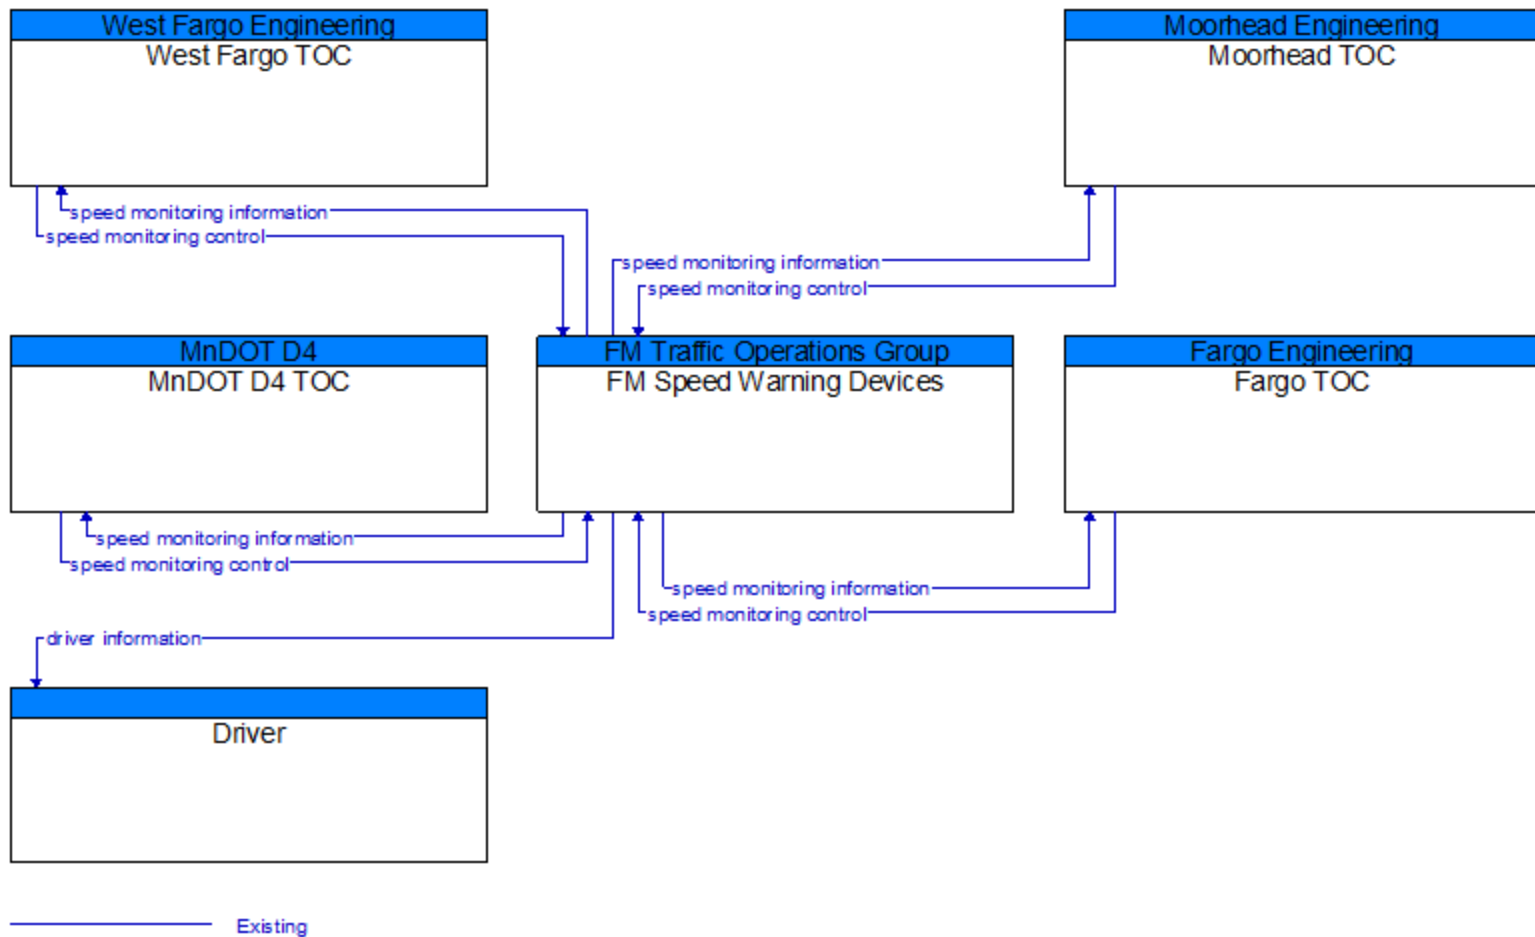 West Fargo Engineering
West Fargo TOC
Moorhead Engineering
Moorhead TOC
speed monitoring information
speed monitoring control
speed monitoring information
speed monitoring control
MnDOT D4
MnDOT D4 TOC
FM Traffic Operations Group
FM Speed Warning Devices
Fargo Engineering
Fargo TOC
speed monitoring information
speed monitoring control
speed monitoring information
speed monitoring control
driver information
Driver
Existing